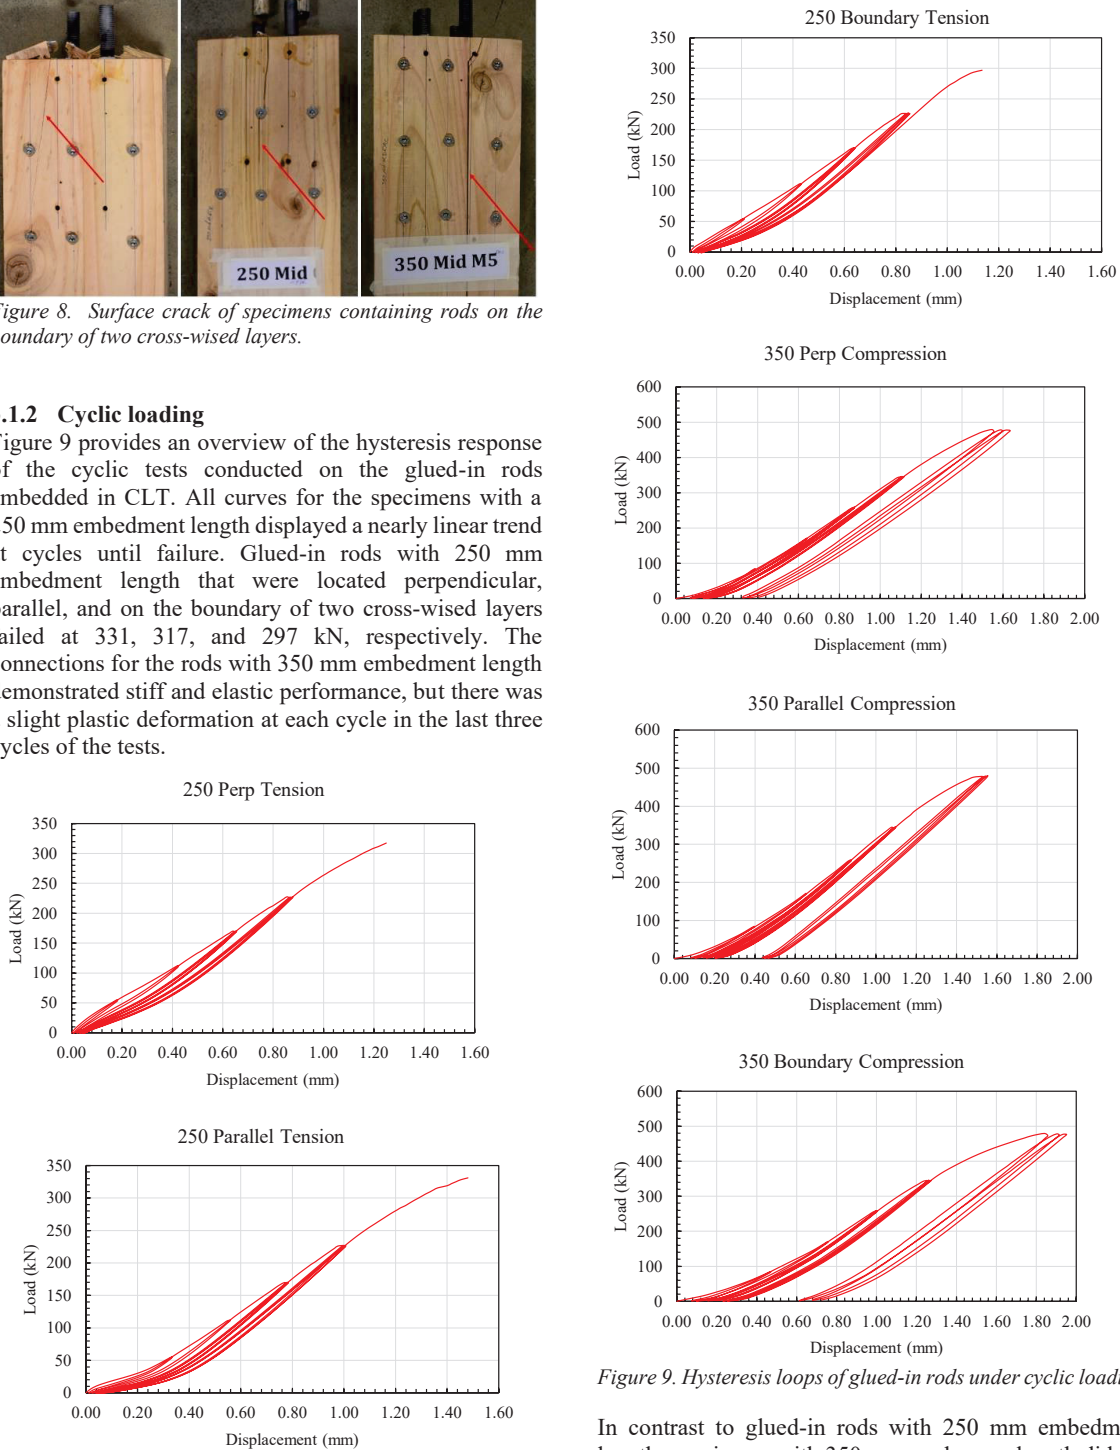 250 Mid
350 Mid M5
Figure 8. Surface crack of specimens containing rods on the
boundary of two cross-wised layers.
.1.2 Cyclic loading
Figure 9 provides an overview of the hysteresis response
of the cyclic tests conducted on the glued-in rods
embedded in CLT. All curves for the specimens with a
250 mm embedment length displayed a nearly linear trend
at cycles until failure. Glued-in rods with 250 mm
embedment length that were located perpendicular,
parallel, and on the boundary of two cross-wised layers
failed at 331, 317, and 297 kN, respectively. The
connections for the rods with 350 mm embedment length
demonstrated stiff and elastic performance, but there was
slight plastic deformation at each cycle in the last three
cycles of the tests.
250 Perp Tension
350
300
250
200
150
100
50
0
Load (kN)
0.00 0.20 0.40 0.60 0.80 1.00 1.20 1.40 1.60
Displacement (mm)
250 Parallel Tension
350
300
250
200
150
100
50
0
Load (kN)
0.00 0.20 0.40 0.60 0.80 1.00 1.20 1.40 1.60
Displacement (mm)
250 Boundary Tension
350
300
250
200
150
100
50
0
Load (kN)
0.00 0.20 0.40 0.60 0.80 1.00 1.20 1.40 1.60
Displacement (mm)
350 Perp Compression
600
500
400
300
200
100
0
Load (kN)
0.00 0.20 0.40 0.60 0.80 1.00 1.20 1.40 1.60 1.80 2.00
Displacement (mm)
350 Parallel Compression
600
500
400
300
200
100
0
Load (kN)
0.00 0.20 0.40 0.60 0.80 1.00 1.20 1.40 1.60 1.80 2.00
Displacement (mm)
350 Boundary Compression
600
500
400
300
200
100
0
Load (kN)
0.00 0.20 0.40 0.60 0.80 1.00 1.20 1.40 1.60 1.80 2.00
Displacement (mm)
Figure 9. Hysteresis loops of glued-in rods under cyclic loadi
In contrast to glued-in rods with 250 mm embedm